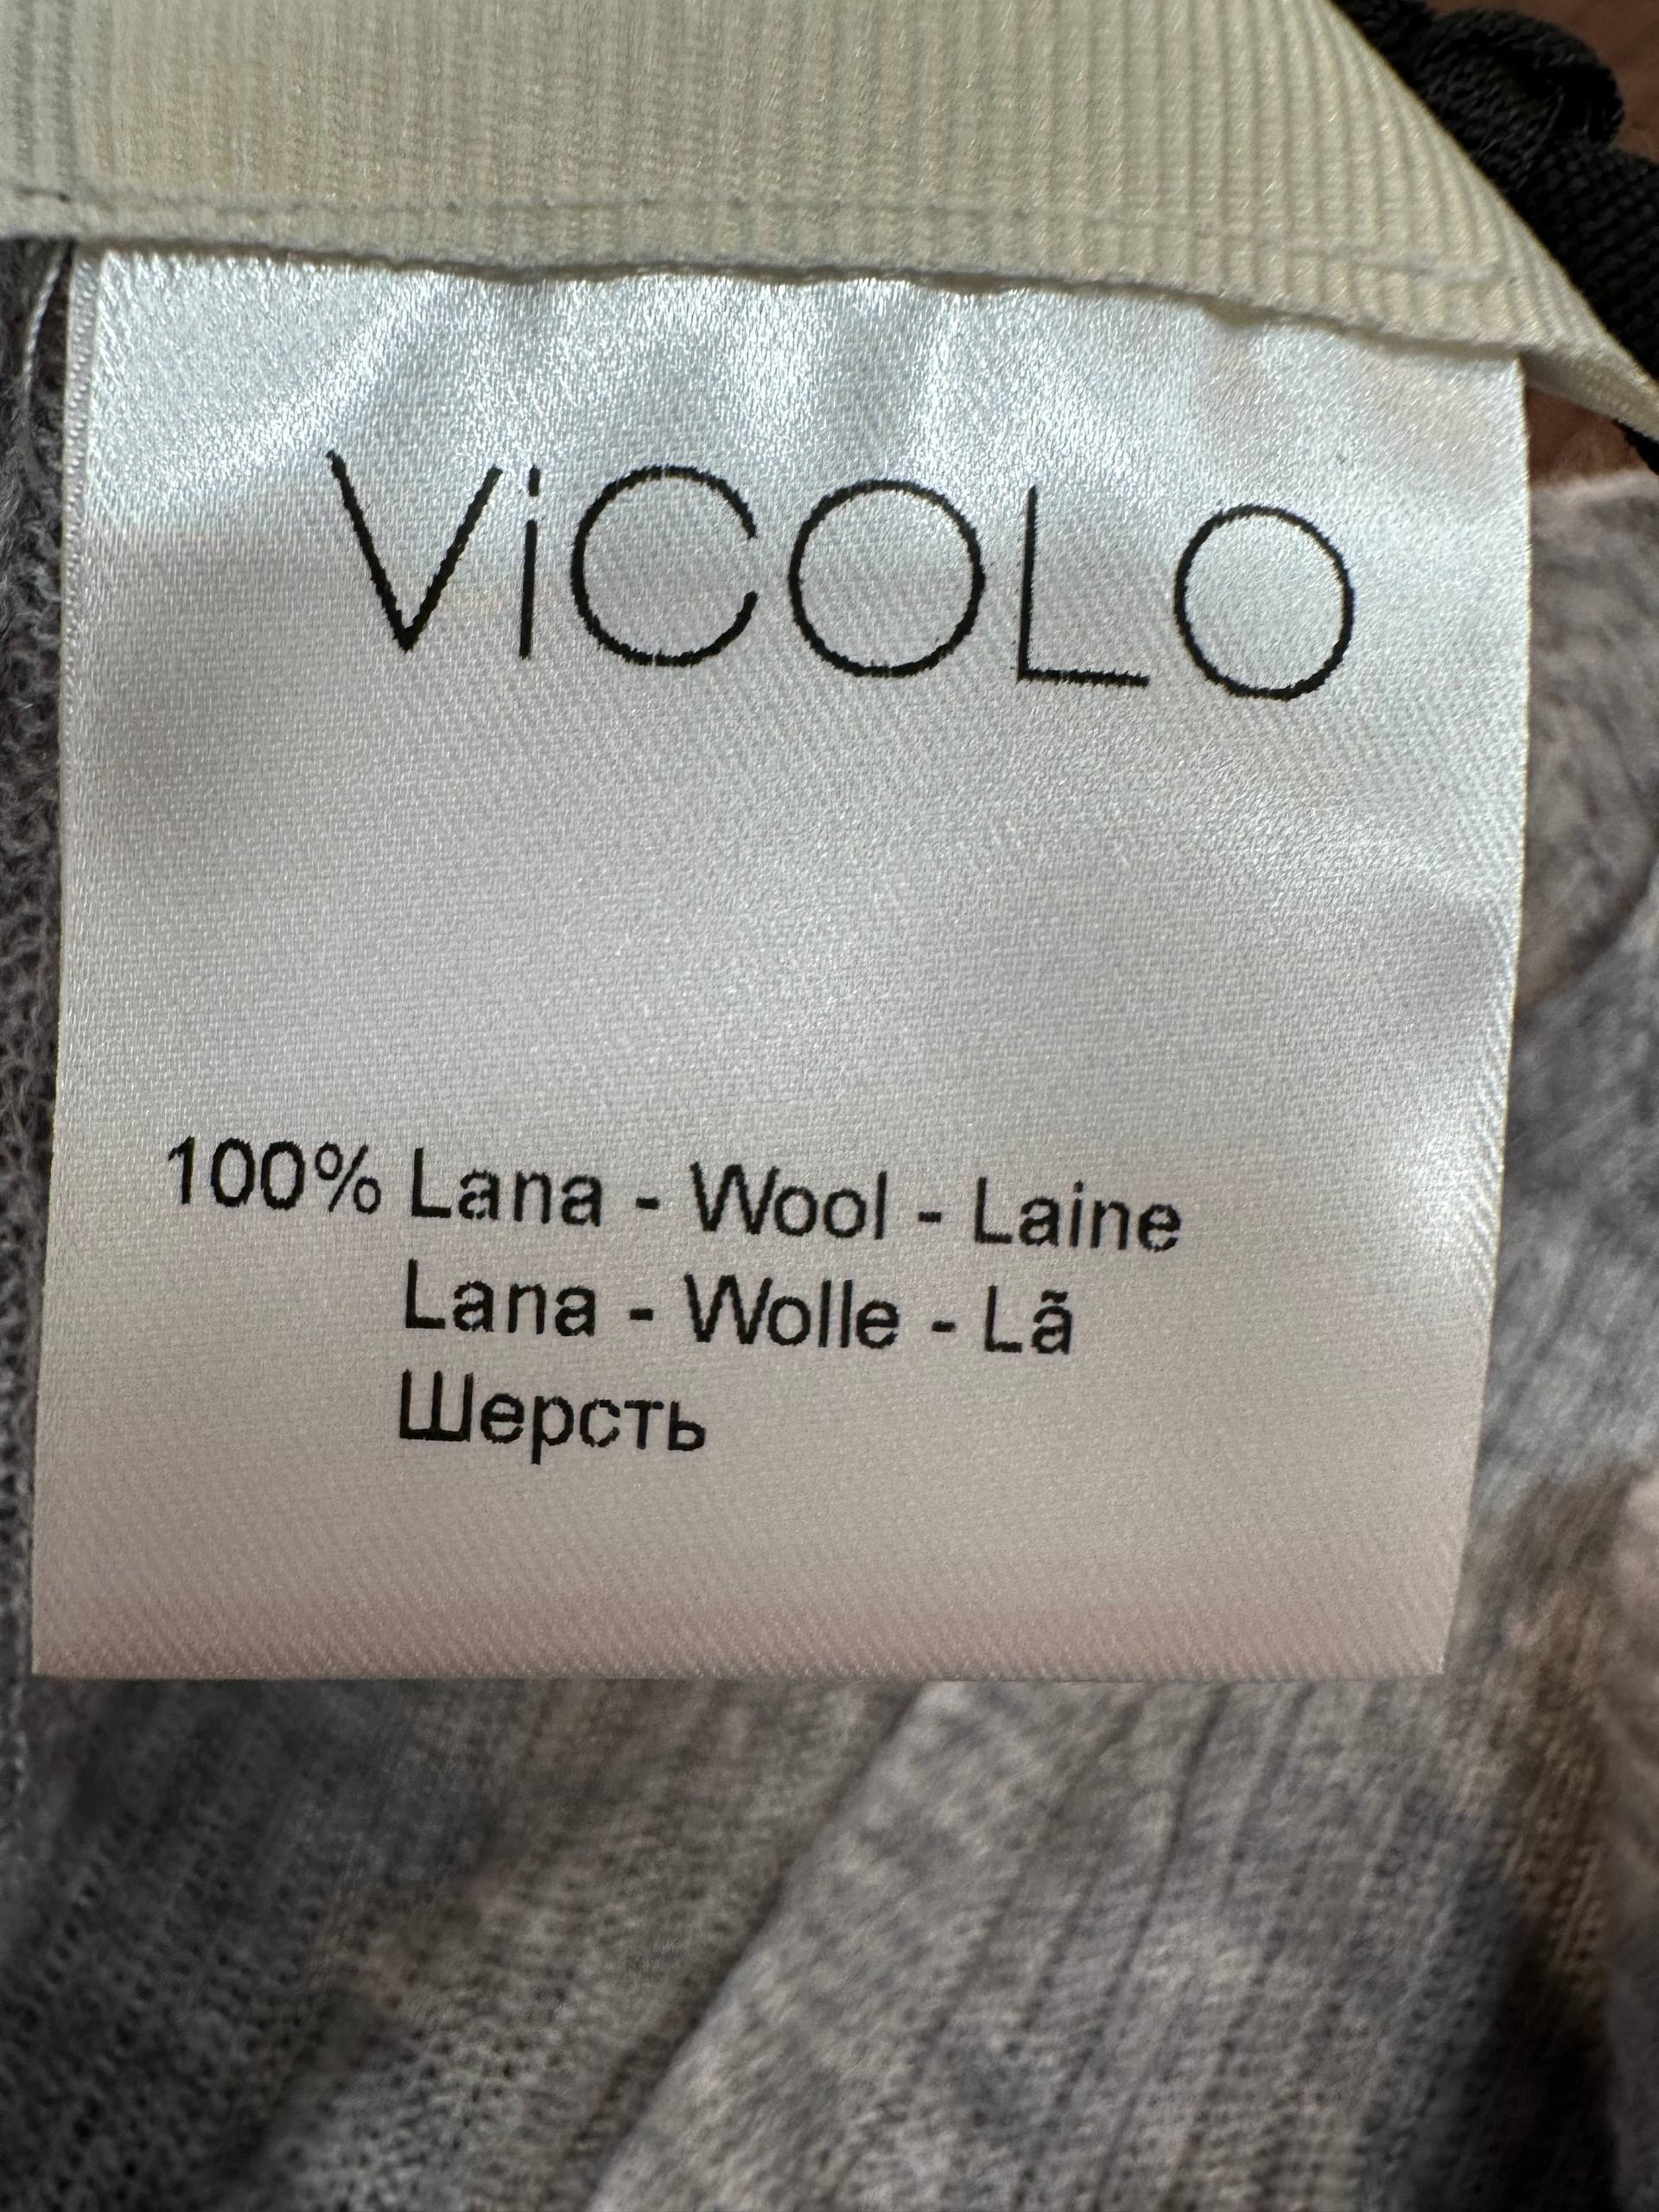 ViCOLO
100% Lana - Wool - Laine
Lana - Wolle - Lã
Шерсть